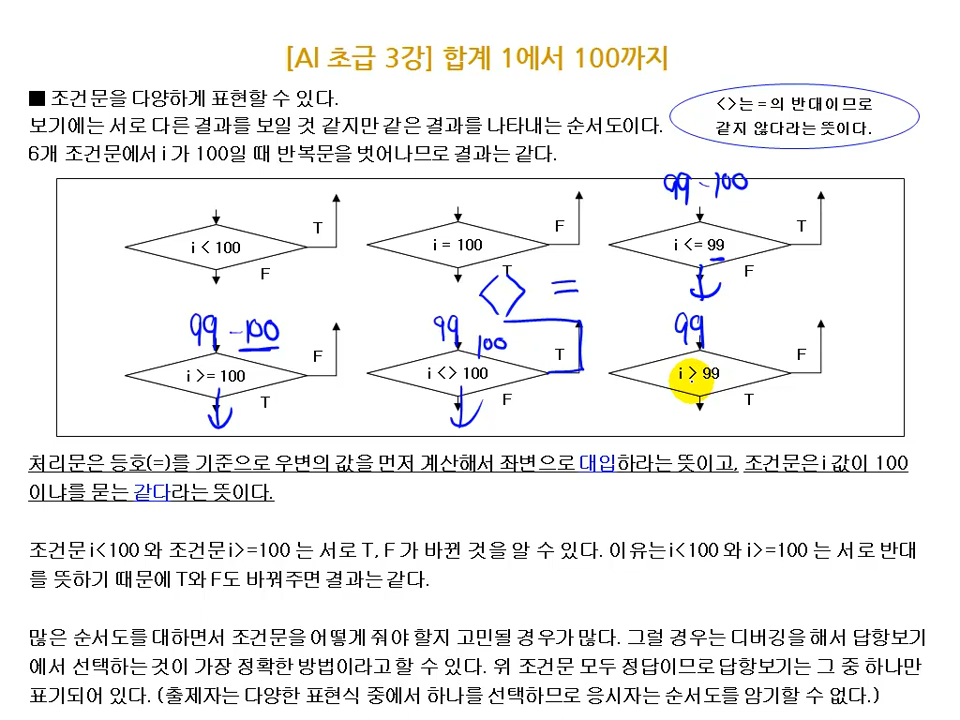 [AI 초급 3강] 합계 1에서 100까지
■ 조건문을 다양하게 표현할 수 있다.
보기에는 서로 다른 결과를 보일 것 같지만 같은 결과를 나타내는 순서도이다.
6개 조건문에서 i 가 100일 때 반복문을 벗어나므로 결과는 같다.
<>는 = 의 반대이므로
같지 않다라는 뜻이다.
99 - 100
i < 100
T
F
i = 100
F
T
i <= 99
T
F
<> =
99 - 100
i >= 100
F
T
99
100
i <> 100
T
F
99
i > 99
F
T
처리문은 등호(=)를 기준으로 우변의 값을 먼저 계산해서 좌변으로 대입하라는 뜻이고, 조건문은 i 값이 100
이냐를 묻는 같다라는 뜻이다.
조건문 i<100 와 조건문 i>=100 는 서로 T, F 가 바뀐 것을 알 수 있다. 이유는 i<100 와 i>=100 는 서로 반대
를 뜻하기 때문에 T와 F도 바꿔주면 결과는 같다.
많은 순서도를 대하면서 조건문을 어떻게 줘야 할지 고민될 경우가 많다. 그럴 경우는 디버깅을 해서 답항보기
에서 선택하는 것이 가장 정확한 방법이라고 할 수 있다. 위 조건문 모두 정답이므로 답항보기는 그 중 하나만
표기되어 있다. (출제자는 다양한 표현식 중에서 하나를 선택하므로 응시자는 순서도를 암기할 수 없다.)